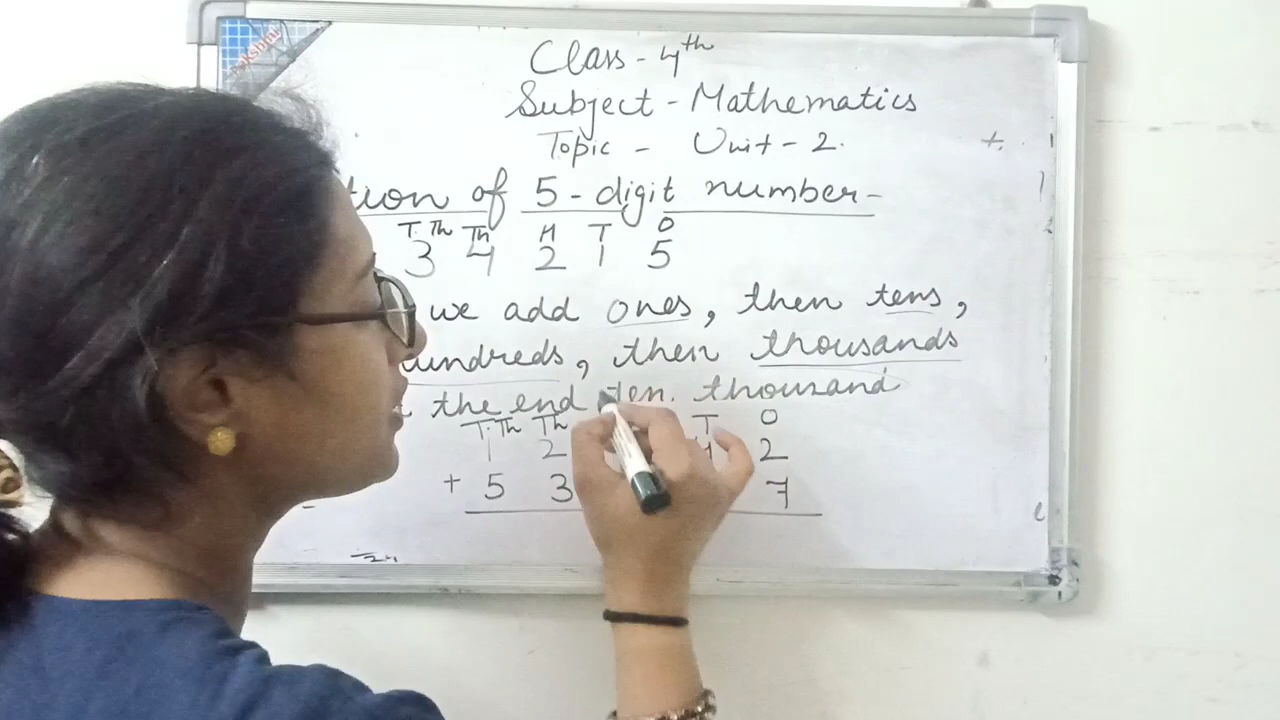 Class - 4th
Subject - Mathematics
Topic - Unit - 2.
tion of 5 - digit number -
T.Th Th H T O
3 4 2 1 5
we add ones, then tens,
undreds, then thousands
the end ten. thousand
T.Th Th T O
1 2 4 2
+ 5 3 7